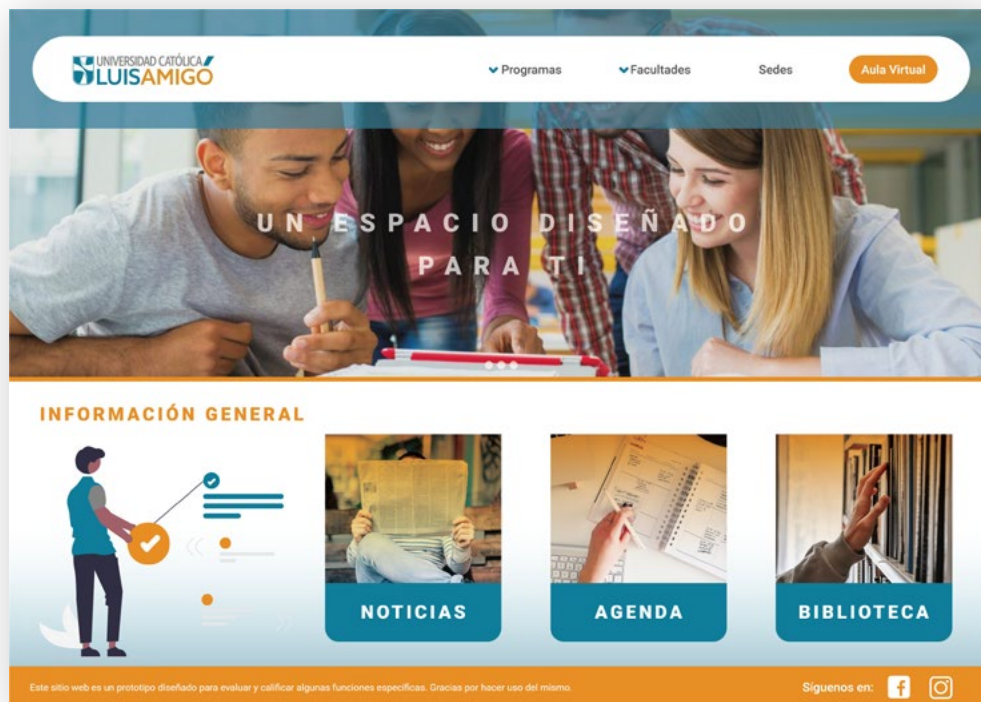 UNIVERSIDAD CATÓLICA
LUISAMIGO
Programas
Facultades
Sedes
Aula Virtual
UN ESPACIO DISEÑADO
PARA TI
INFORMACIÓN GENERAL
NOTICIAS
AGENDA
BIBLIOTECA
Este sitio web es un prototipo diseñado para evaluar y calificar algunas funciones específicas. Gracias por hacer uso del mismo.
Síguenos en: